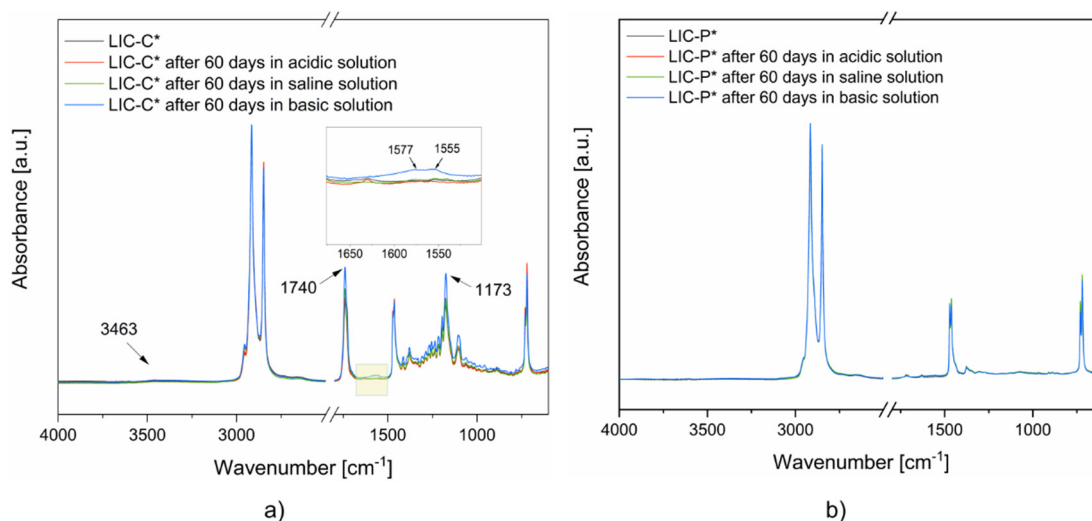 LIC-C*
LIC-C* after 60 days in acidic solution
LIC-C* after 60 days in saline solution
LIC-C* after 60 days in basic solution
1577
1555
1650
1600
1550
1740
1173
3463
Absorbance [a.u.]
4000
3500
3000
1500
1000
Wavenumber [cm⁻¹]
a)
LIC-P*
LIC-P* after 60 days in acidic solution
LIC-P* after 60 days in saline solution
LIC-P* after 60 days in basic solution
Absorbance [a.u.]
4000
3500
3000
1500
1000
Wavenumber [cm⁻¹]
b)